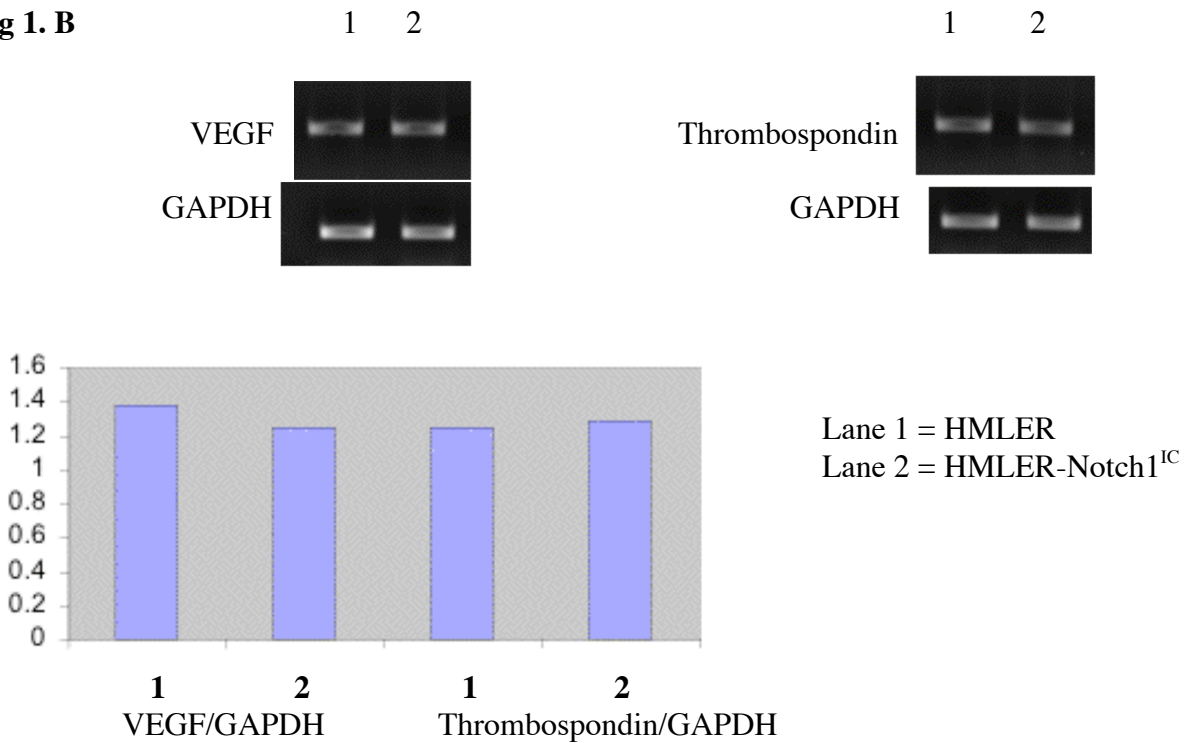 g 1. B
1 2
1 2
VEGF
GAPDH
Thrombospondin
GAPDH
1.6
1.4
1.2
1
0.8
0.6
0.4
0.2
0
1 2 1 2
VEGF/GAPDH Thrombospondin/GAPDH
Lane 1 = HMLER
Lane 2 = HMLER-Notch1^IC